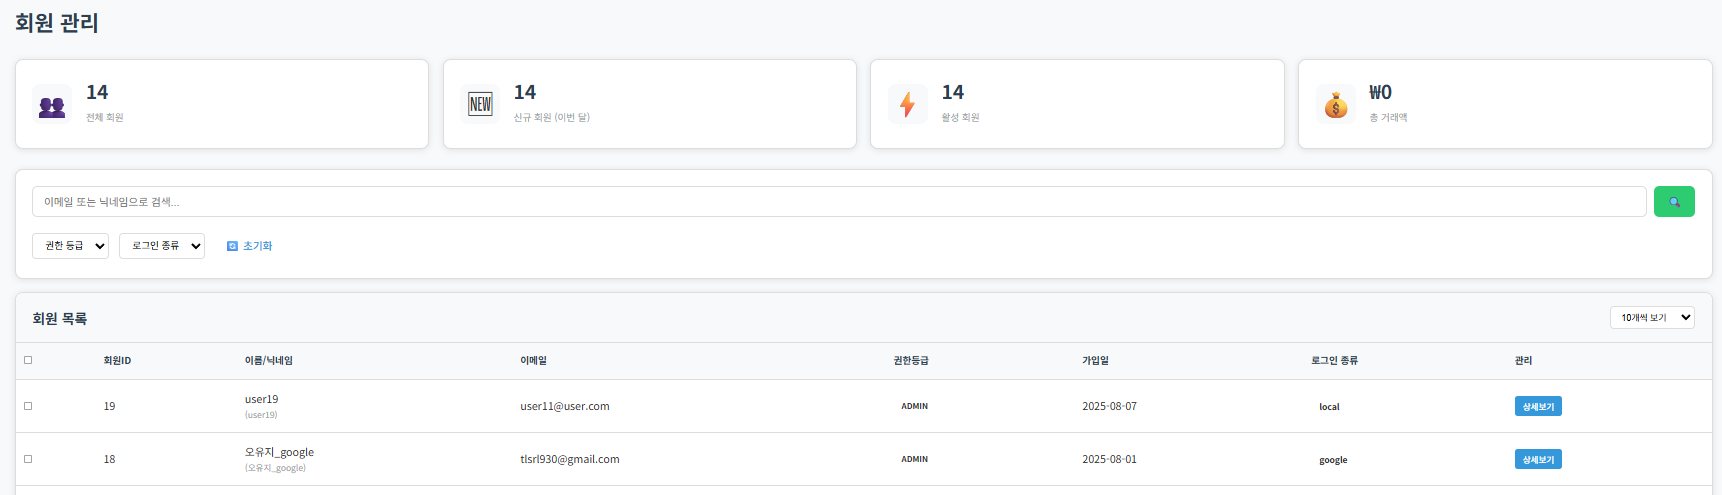 회원 관리
14
전체 회원
NEW
14
신규 회원 (이번 달)
14
활성 회원
₩0
총 거래액
이메일 또는 닉네임으로 검색...
권한 등급
로그인 종류
초기화
회원 목록
10개씩 보기
회원ID 이름/닉네임 이메일 권한등급 가입일 로그인 종류 관리
19 user19 user11@user.com ADMIN 2025-08-07 local 상세보기
(user19)
18 오유지_google tlsrl930@gmail.com ADMIN 2025-08-01 google 상세보기
(오유지_google)